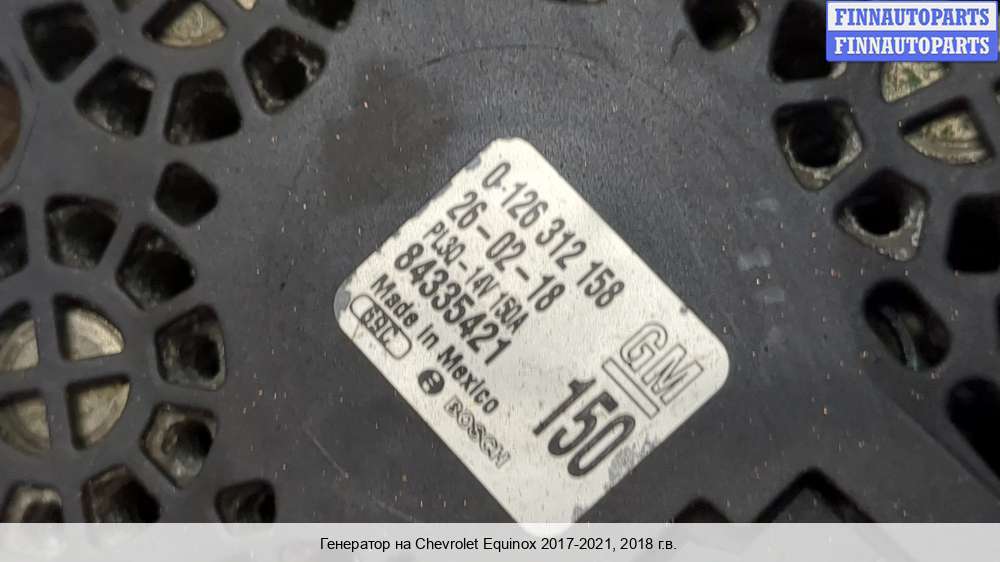 FINNAUTOPARTS
FINNAUTOPARTS
0-126 312 158
26-02-18
PL30-14V 150A
84335421
Made in Mexico
69C
BOSCH
GM
150
Генератор на Chevrolet Equinox 2017-2021, 2018 г.в.